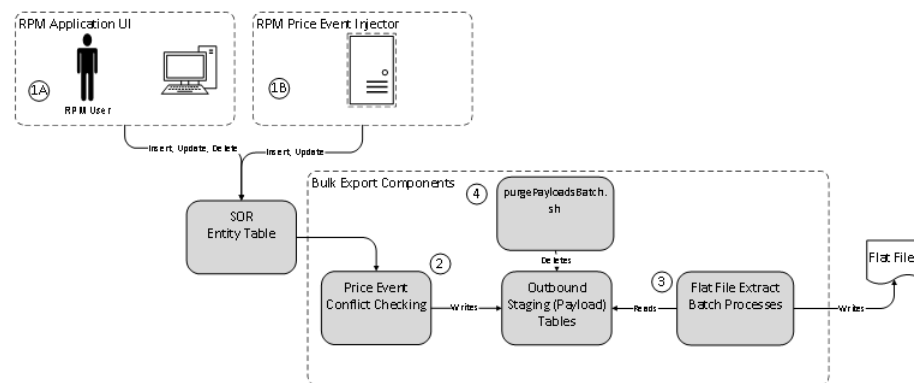 RPM Application UI
RPM Price Event Injector
1A
RPM User
1B
Insert, Update, Delete
Insert, Update
Bulk Export Components
4
purgePayloadsBatch.
sh
SOR
Entity Table
Deletes
2
3
Price Event
Conflict Checking
Writes
Outbound
Staging (Payload)
Tables
Reads
Flat File Extract
Batch Processes
Writes
Flat File